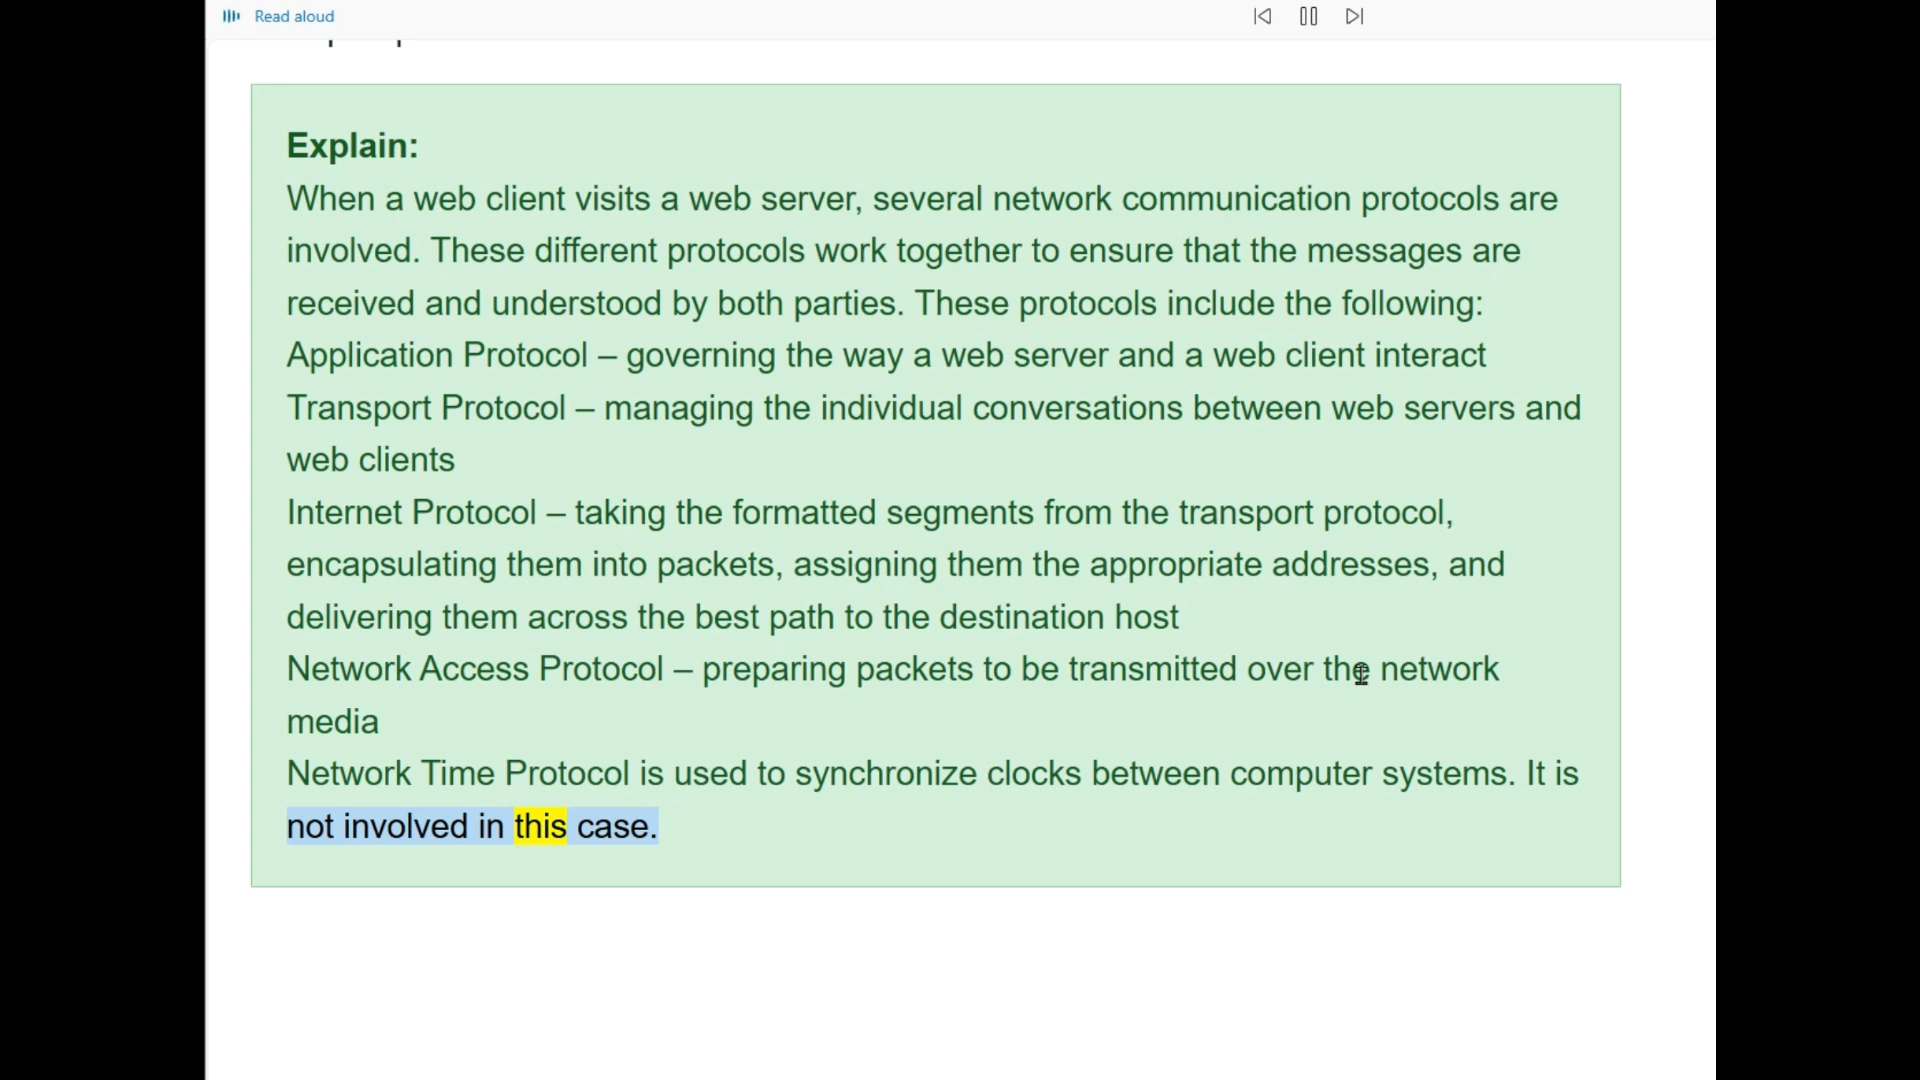 Read aloud
Explain:
When a web client visits a web server, several network communication protocols are
involved. These different protocols work together to ensure that the messages are
received and understood by both parties. These protocols include the following:
Application Protocol – governing the way a web server and a web client interact
Transport Protocol – managing the individual conversations between web servers and
web clients
Internet Protocol – taking the formatted segments from the transport protocol,
encapsulating them into packets, assigning them the appropriate addresses, and
delivering them across the best path to the destination host
Network Access Protocol – preparing packets to be transmitted over the network
media
Network Time Protocol is used to synchronize clocks between computer systems. It is
not involved in this case.